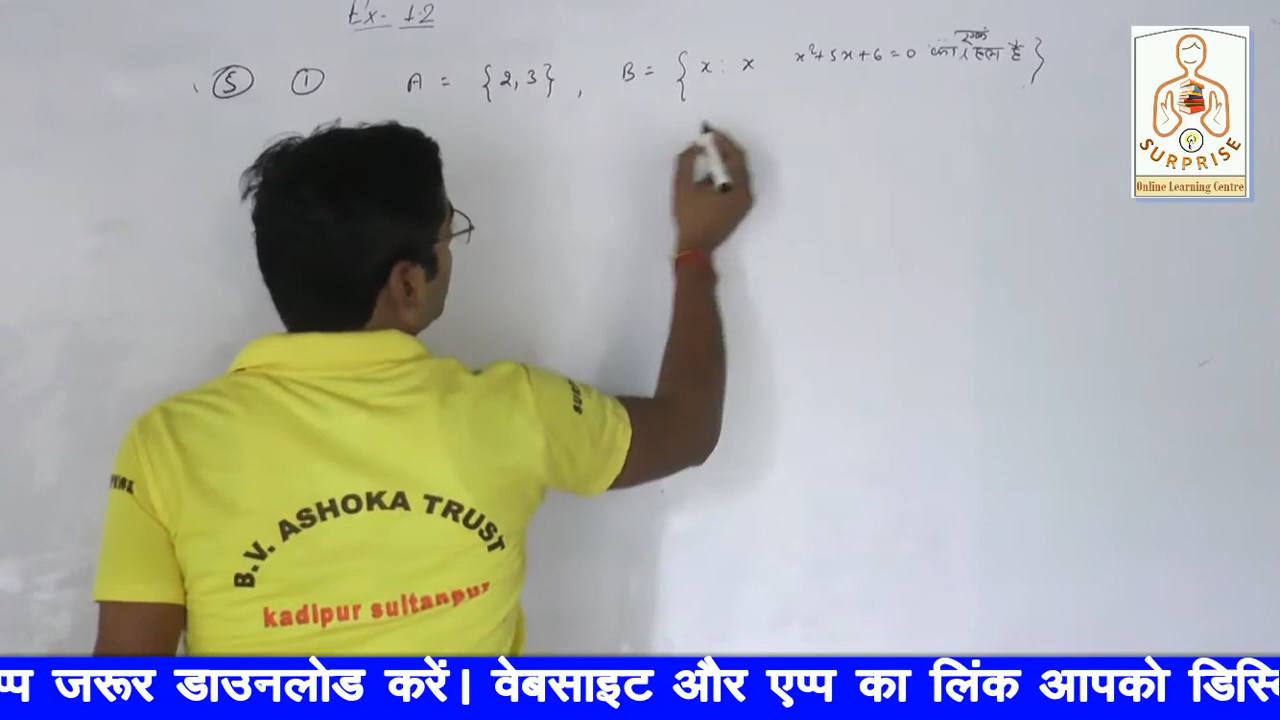 Ex- 1.2
⑤ ① A = {2, 3} , B = { x : x x²+5x+6=0 का एक हल है }
SURPRISE
Online Learning Centre
B.V. ASHOKA TRUST
kadipur sultanpur
प्प जरूर डाउनलोड करें| वेबसाइट और एप्प का लिंक आपको डिस्क्रि